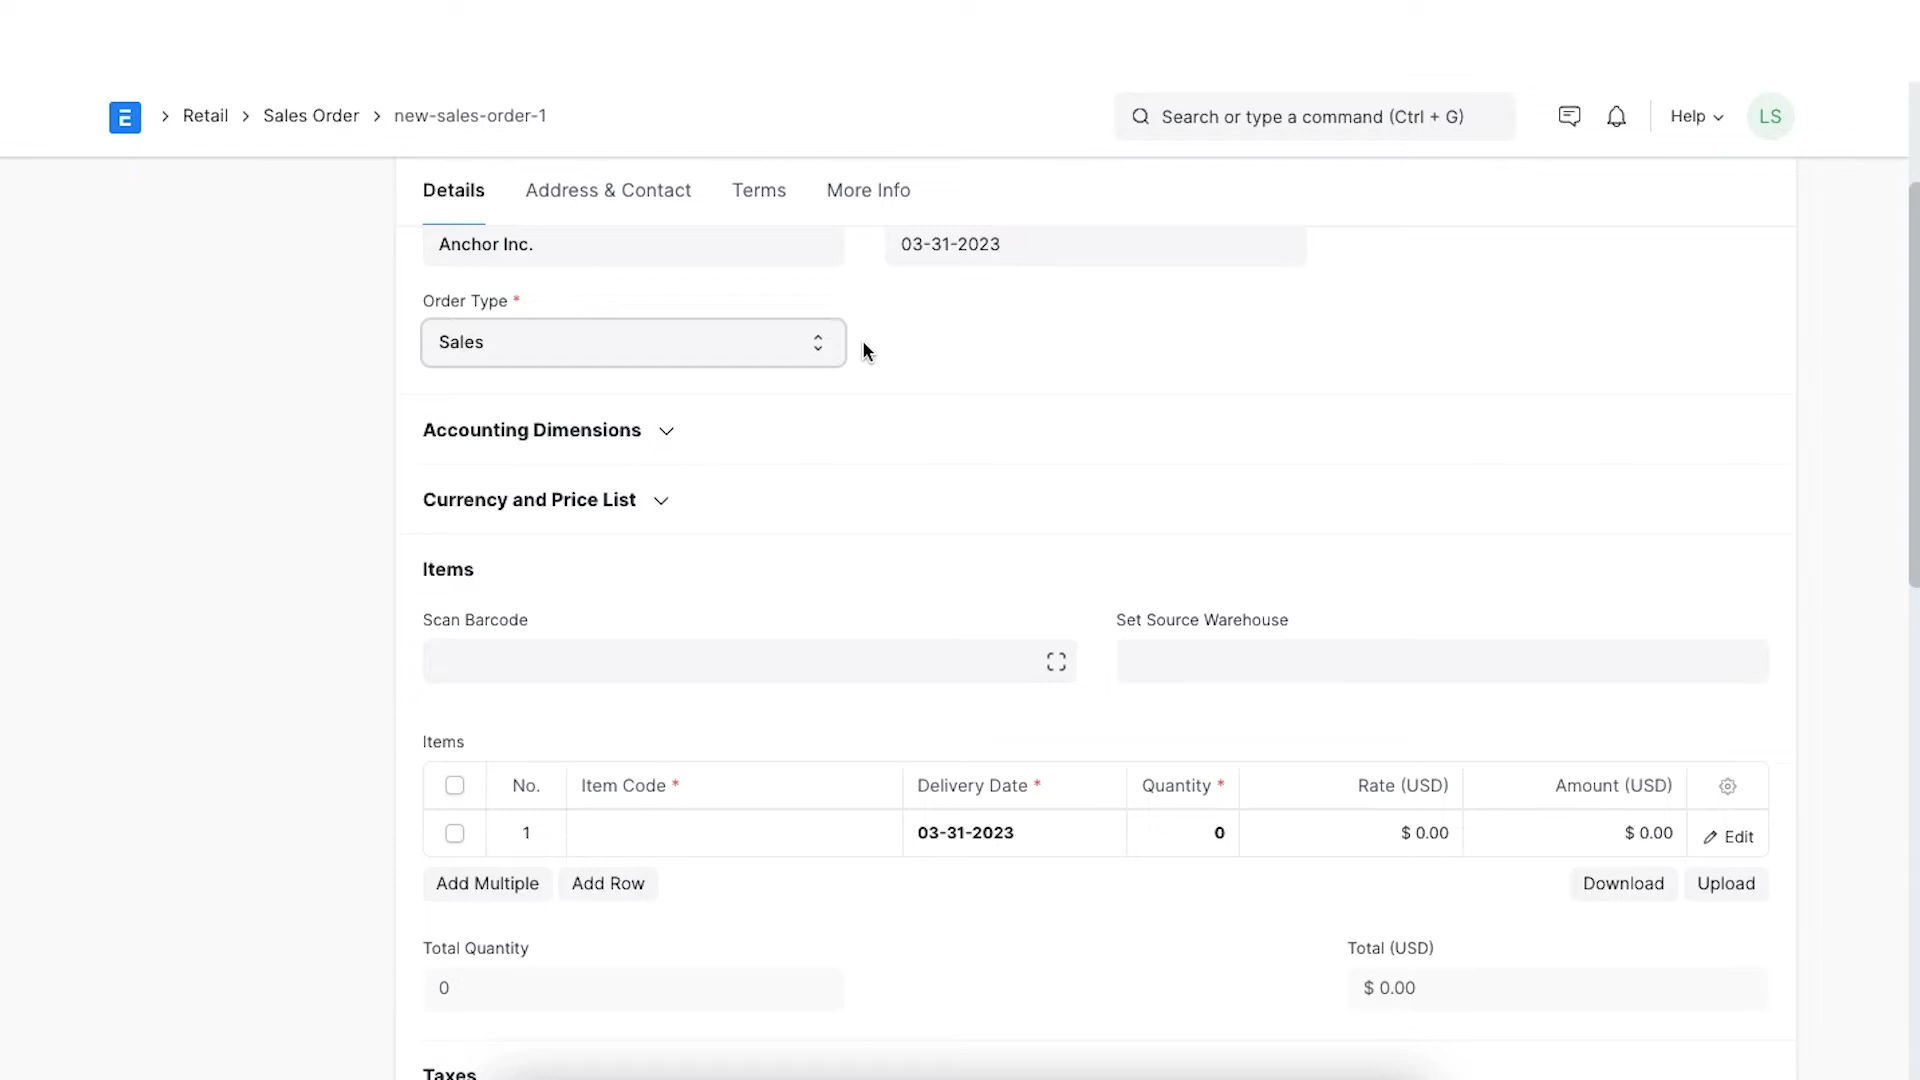 E
Retail
Sales Order
new-sales-order-1
Search or type a command (Ctrl + G)
Help
LS
Details
Address & Contact
Terms
More Info
Anchor Inc.
03-31-2023
Order Type *
Sales
Accounting Dimensions
Currency and Price List
Items
Scan Barcode
Set Source Warehouse
Items
No.
Item Code *
Delivery Date *
Quantity *
Rate (USD)
Amount (USD)
1
03-31-2023
0
$ 0.00
$ 0.00
Edit
Add Multiple
Add Row
Download
Upload
Total Quantity
Total (USD)
0
$ 0.00
Taxes